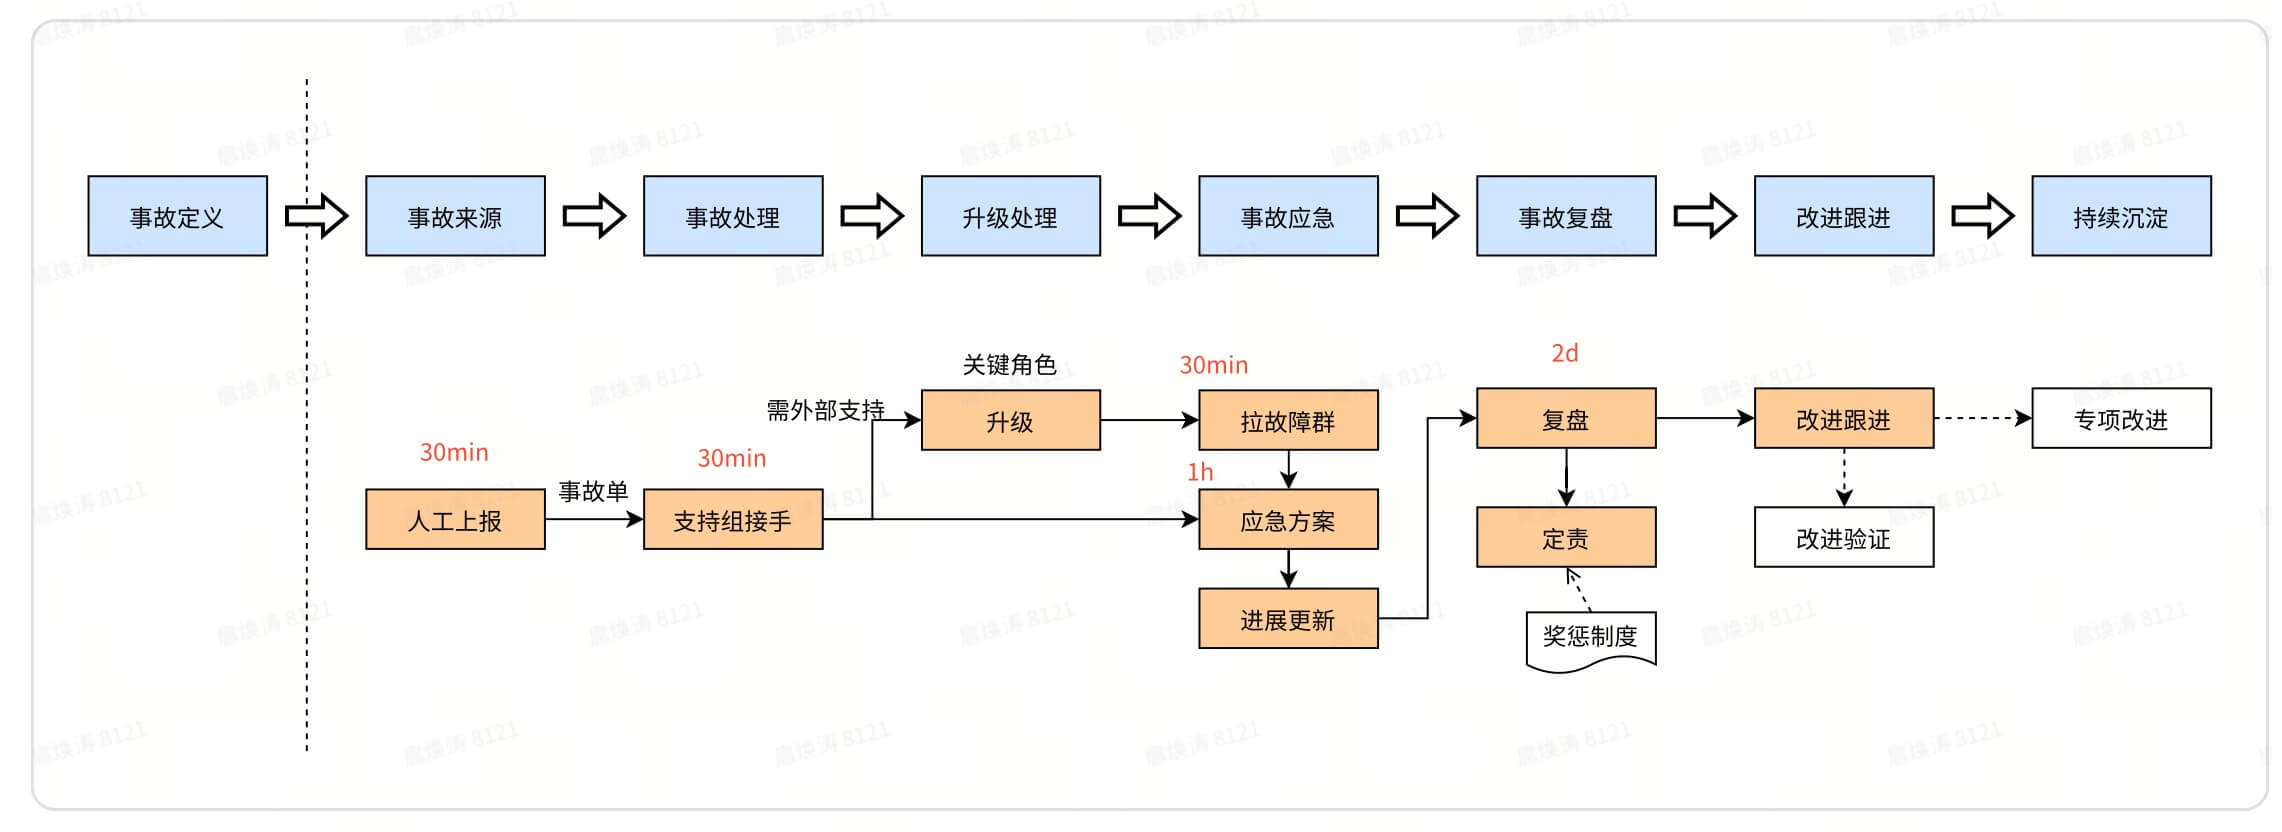 事故定义
事故来源
事故处理
升级处理
事故应急
事故复盘
改进跟进
持续沉淀
关键角色
30min
2d
需外部支持
升级
拉故障群
复盘
改进跟进
专项改进
30min
30min
1h
事故单
人工上报
支持组接手
应急方案
定责
改进验证
进展更新
奖惩制度